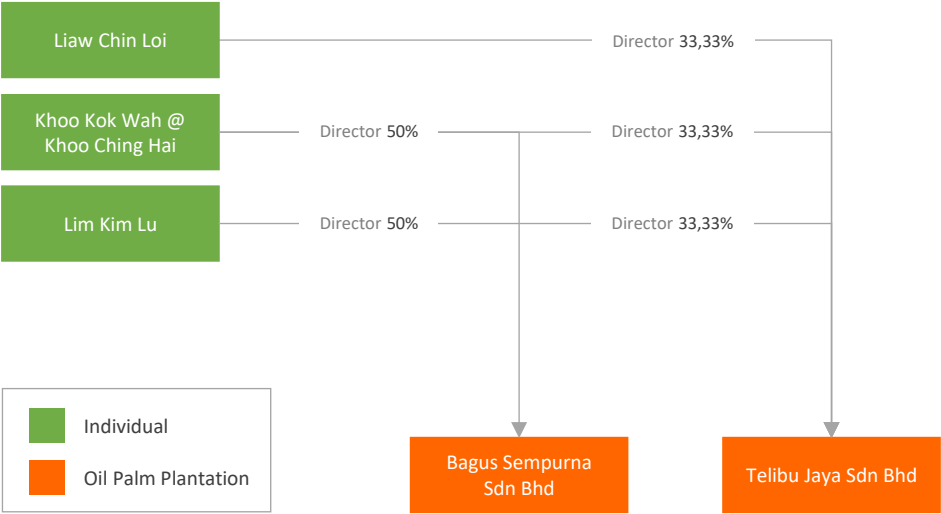 Liaw Chin Loi
Director 33,33%
Khoo Kok Wah @
Khoo Ching Hai
Director 50%
Director 33,33%
Lim Kim Lu
Director 50%
Director 33,33%
Individual
Oil Palm Plantation
Bagus Sempurna
Sdn Bhd
Telibu Jaya Sdn Bhd